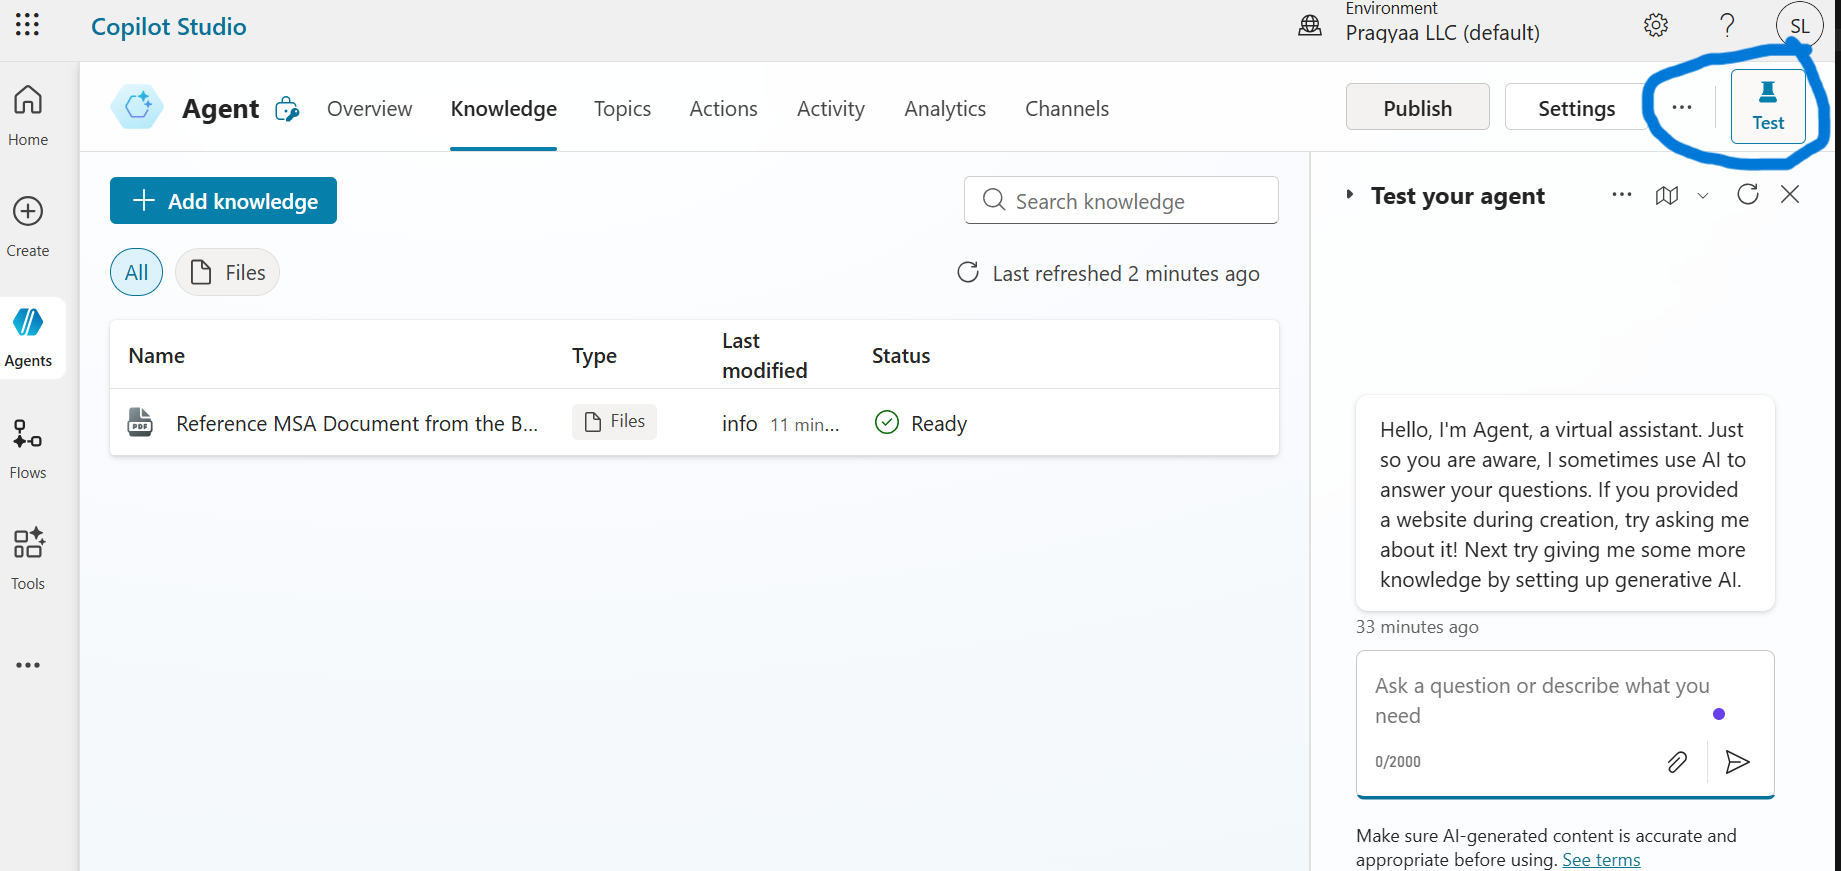 Copilot Studio
Environment
Praqyaa LLC (default)
SL
Home
Create
Agents
Flows
Tools
Agent
Overview
Knowledge
Topics
Actions
Activity
Analytics
Channels
Publish
Settings
Test
Add knowledge
Search knowledge
All
Files
Last refreshed 2 minutes ago
Name
Type
Last
modified
Status
PDF
Reference MSA Document from the B...
Files
info 11 min...
Ready
Test your agent
Hello, I'm Agent, a virtual assistant. Just
so you are aware, I sometimes use AI to
answer your questions. If you provided
a website during creation, try asking me
about it! Next try giving me some more
knowledge by setting up generative AI.
33 minutes ago
Ask a question or describe what you
need
0/2000
Make sure AI-generated content is accurate and
appropriate before using. See terms